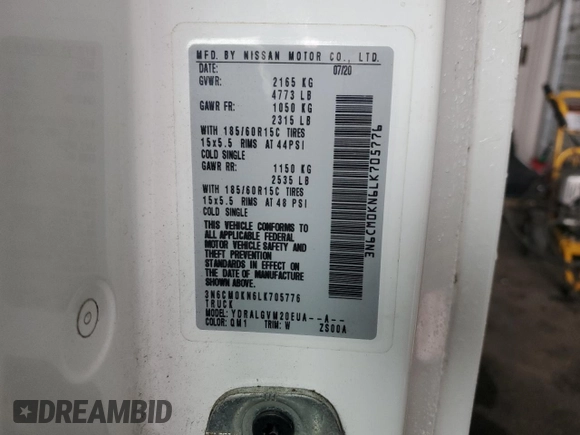 MFD. BY NISSAN MOTOR CO., LTD.
DATE: 07/20
GVWR: 2165 KG
4773 LB
GAWR FR: 1050 KG
2315 LB
WITH 185/60R15C TIRES
15x5.5 RIMS AT 44PSI
COLD SINGLE
GAWR RR: 1150 KG
2535 LB
WITH 185/60R15C TIRES
15x5.5 RIMS AT 48 PSI
COLD SINGLE
THIS VEHICLE CONFORMS TO
ALL APPLICABLE FEDERAL
MOTOR VEHICLE SAFETY AND
THEFT PREVENTION
STANDARDS IN EFFECT ON
THE DATE OF MANUFACTURE
SHOWN ABOVE.
3N6CM0KN6LK705776
TRUCK
MODEL: YDRALGVM20EUA--A--
COLOR: QM1 TRIM: W ZS00A
3N6CM0KN6LK705776
DREAMBID